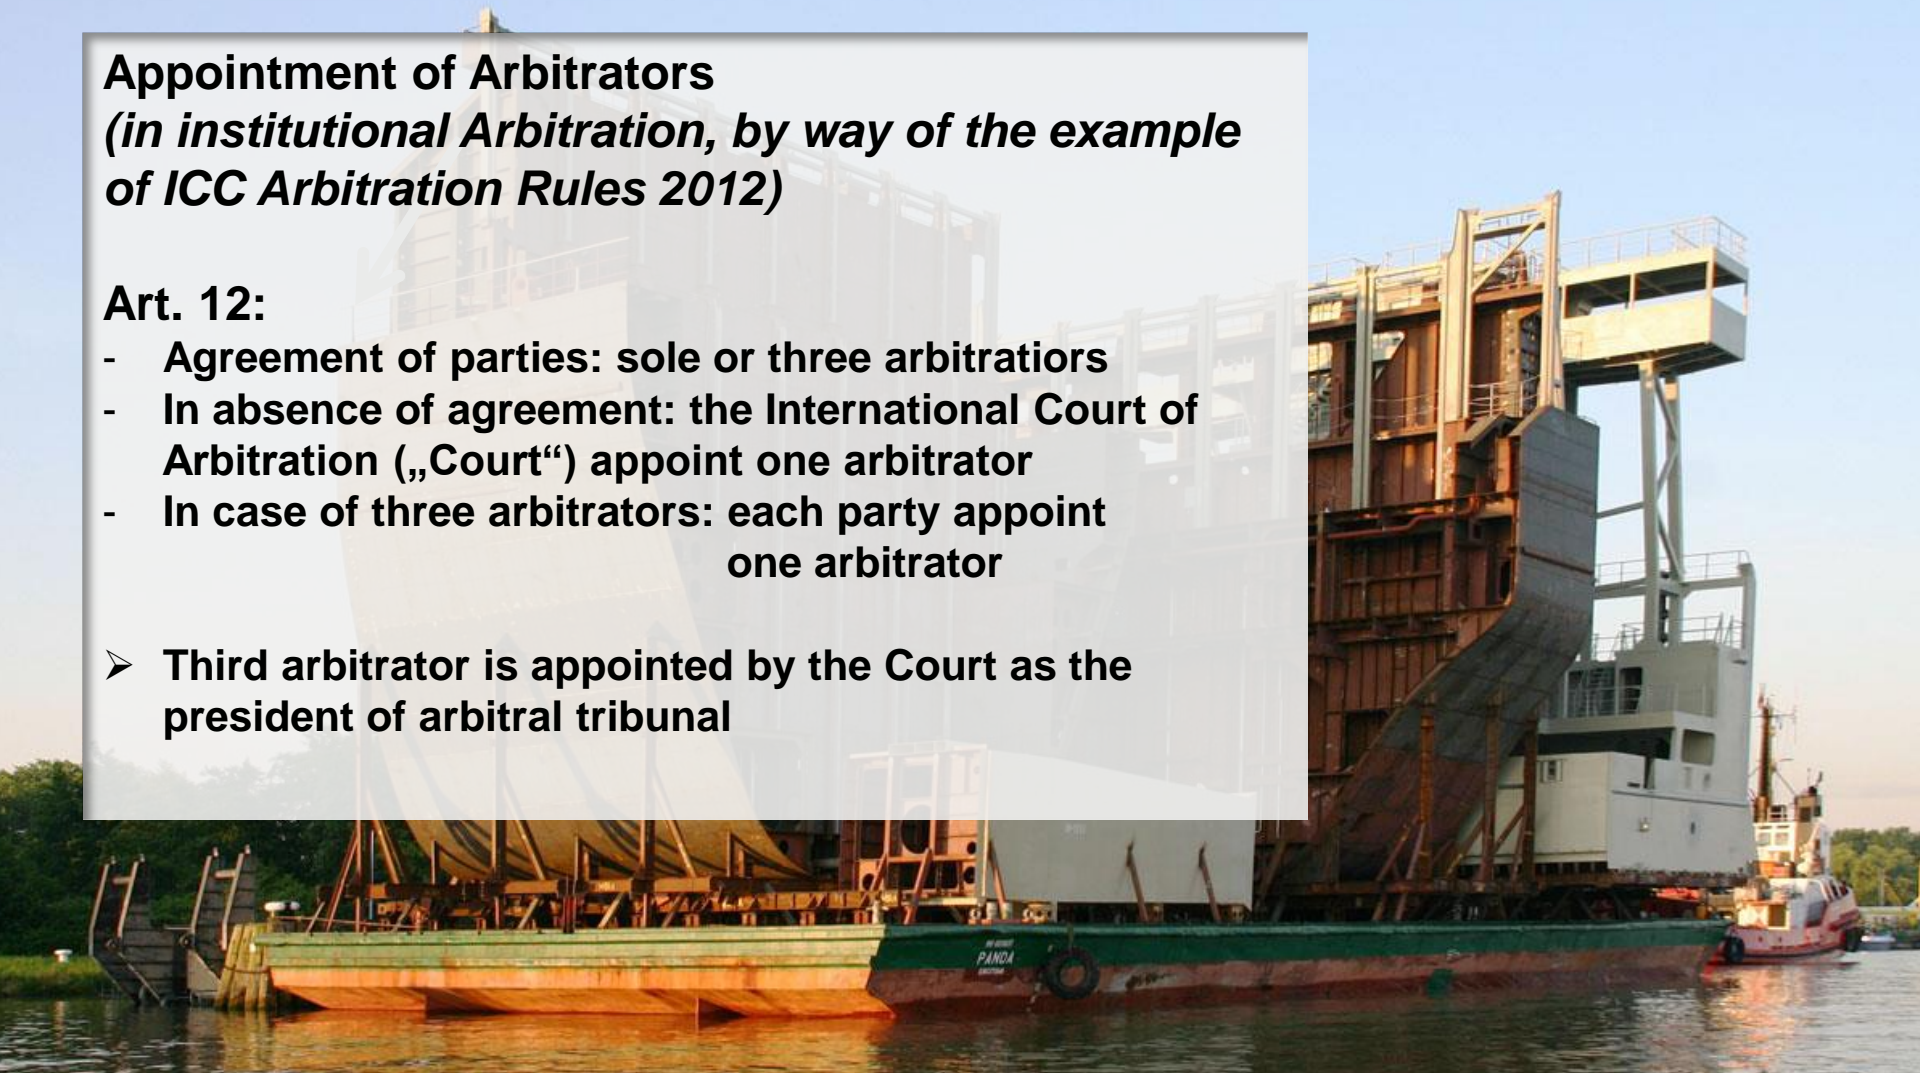 Appointment of Arbitrators
(in institutional Arbitration, by way of the example
of ICC Arbitration Rules 2012)
Art. 12:
- Agreement of parties: sole or three arbitratiors
- In absence of agreement: the International Court of
Arbitration („Court“) appoint one arbitrator
- In case of three arbitrators: each party appoint
one arbitrator
➢ Third arbitrator is appointed by the Court as the
president of arbitral tribunal
PANDA